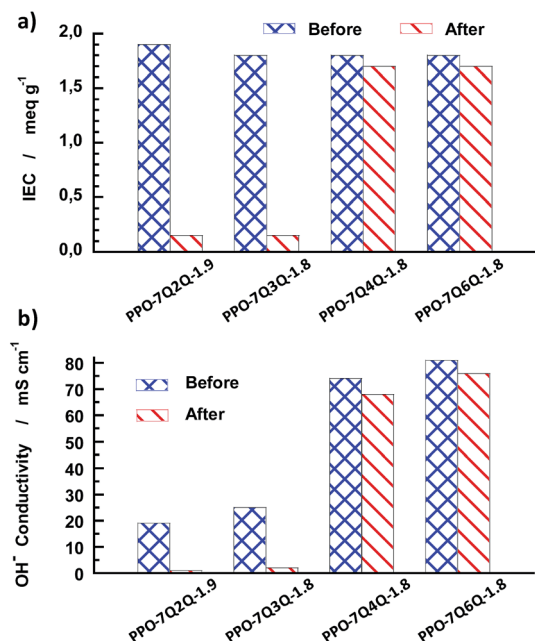 a)
Before After
2,0
1,5
1,0
0,5
0,0
IEC / meq g⁻¹
PPO-7Q2Q-1.9
PPO-7Q3Q-1.8
PPO-7Q4Q-1.8
PPO-7Q6Q-1.8
b)
Before
After
80
70
60
50
40
30
20
10
0
OH⁻ Conductivity / mS cm⁻¹
PPO-7Q2Q-1.9
PPO-7Q3Q-1.8
PPO-7Q4Q-1.8
PPO-7Q6Q-1.8